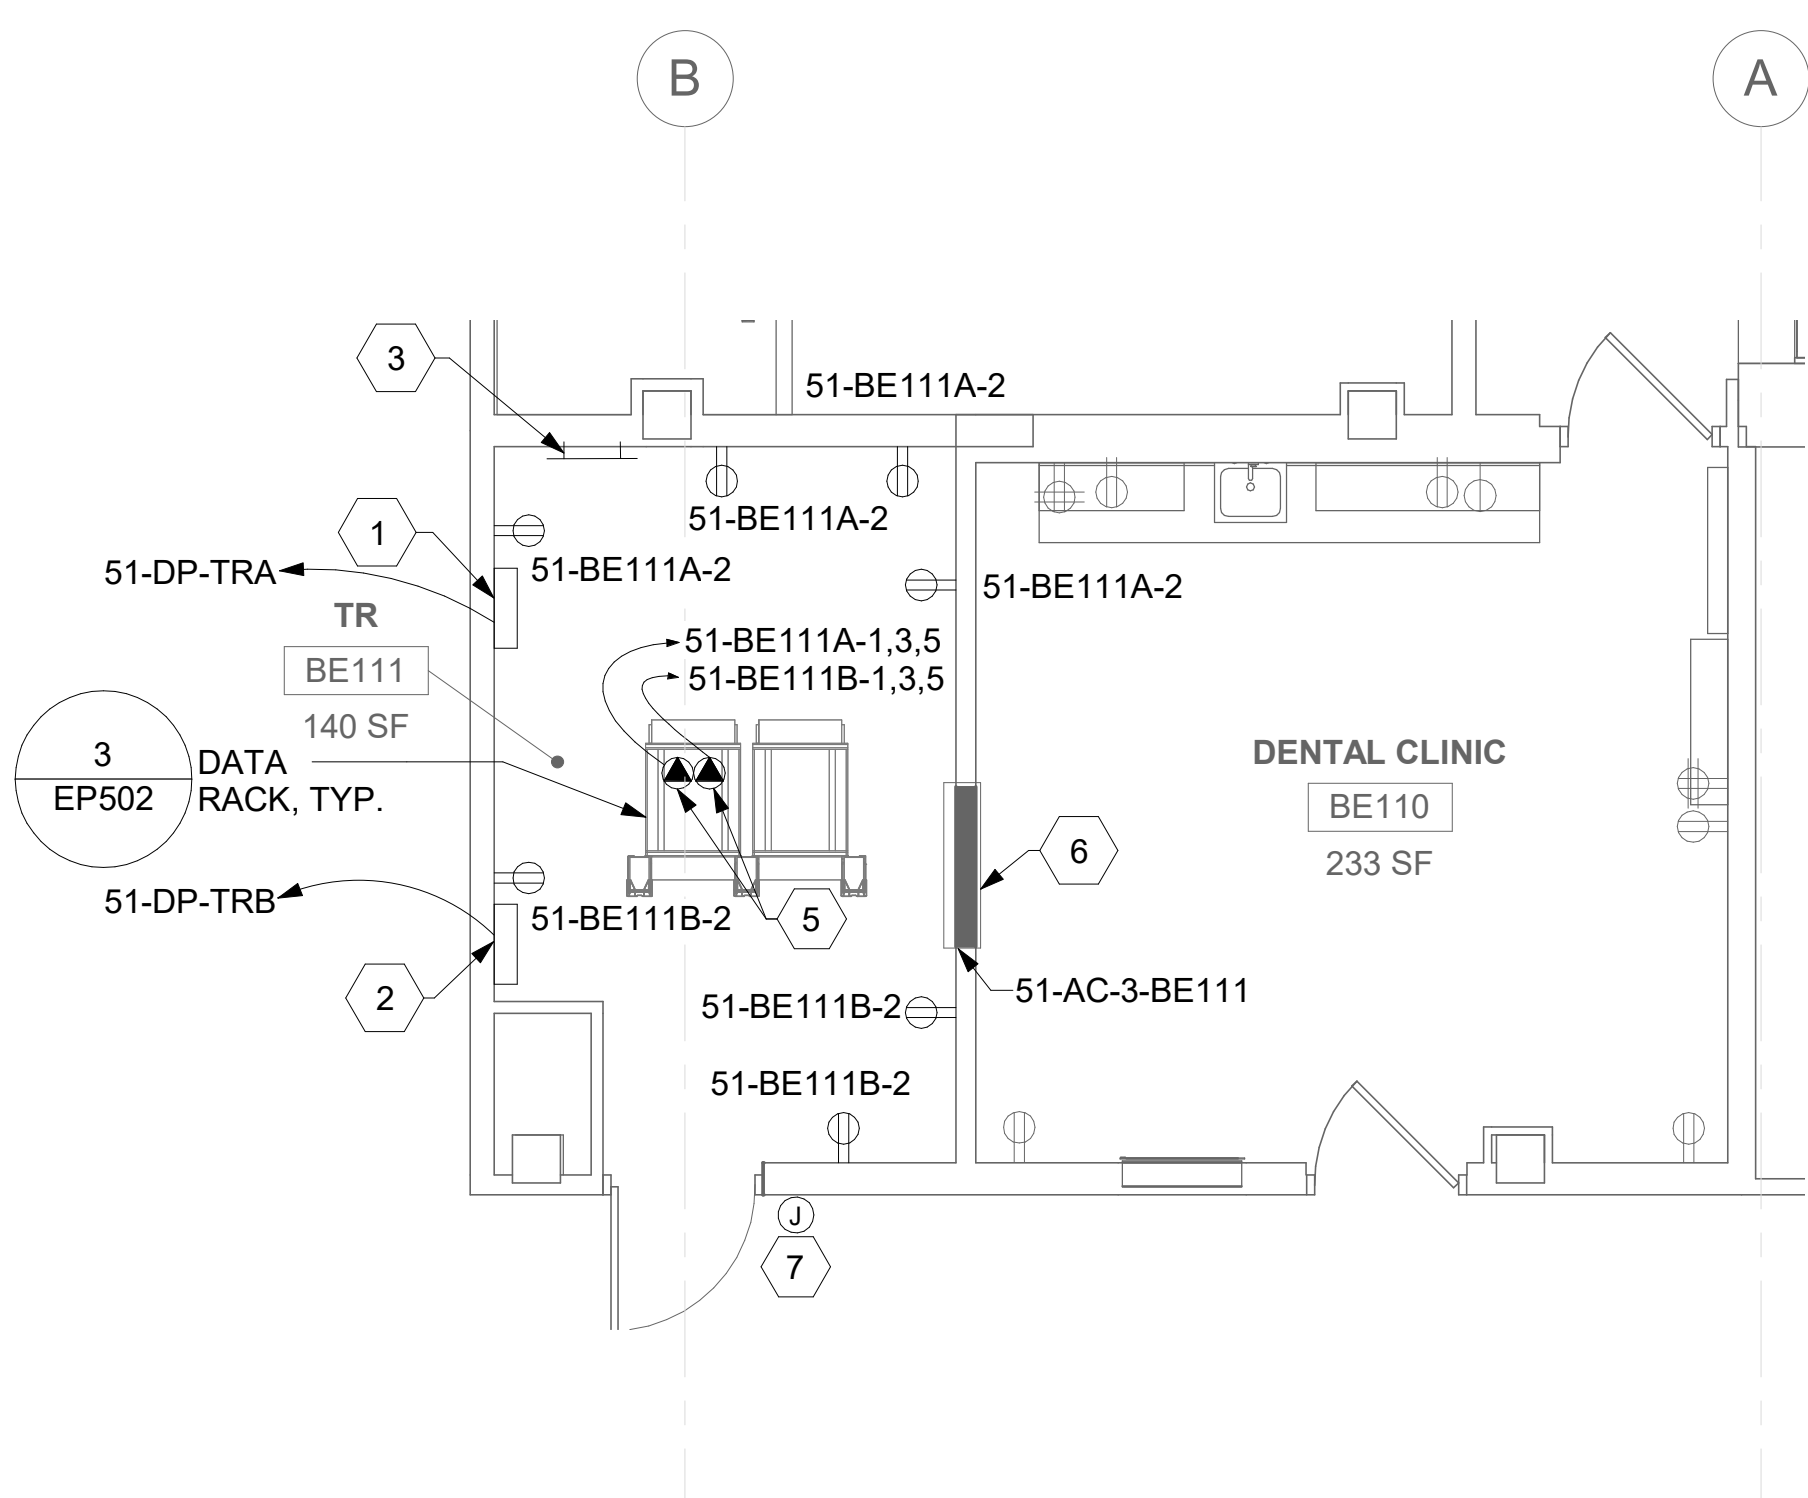 B
A
3
51-BE111A-2
1
51-BE111A-2
51-DP-TRA
51-BE111A-2
51-BE111A-2
TR
BE111
140 SF
51-BE111A-1,3,5
51-BE111B-1,3,5
3
EP502
DATA
RACK, TYP.
DENTAL CLINIC
BE110
233 SF
6
51-DP-TRB
51-BE111B-2
5
2
51-BE111B-2
51-AC-3-BE111
51-BE111B-2
J
7